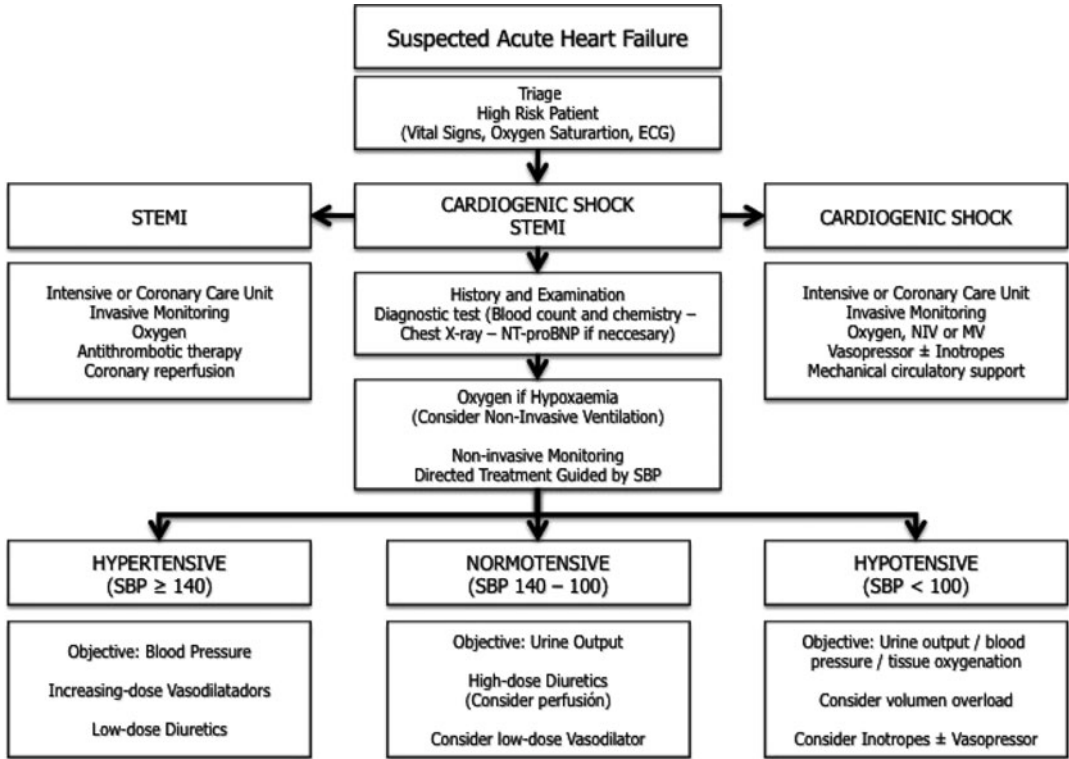 Suspected Acute Heart Failure
Triage
High Risk Patient
(Vital Signs, Oxygen Saturartion, ECG)
STEMI
CARDIOGENIC SHOCK
STEMI
CARDIOGENIC SHOCK
Intensive or Coronary Care Unit
Invasive Monitoring
Oxygen
Antithrombotic therapy
Coronary reperfusion
History and Examination
Diagnostic test (Blood count and chemistry –
Chest X-ray – NT-proBNP if neccesary)
Intensive or Coronary Care Unit
Invasive Monitoring
Oxygen, NIV or MV
Vasopressor ± Inotropes
Mechanical circulatory support
Oxygen if Hypoxaemia
(Consider Non-Invasive Ventilation)
Non-invasive Monitoring
Directed Treatment Guided by SBP
HYPERTENSIVE
(SBP ≥ 140)
NORMOTENSIVE
(SBP 140 – 100)
HYPOTENSIVE
(SBP < 100)
Objective: Blood Pressure
Increasing-dose Vasodilatadors
Low-dose Diuretics
Objective: Urine Output
High-dose Diuretics
(Consider perfusión)
Consider low-dose Vasodilator
Objective: Urine output / blood
pressure / tissue oxygenation
Consider volumen overload
Consider Inotropes ± Vasopressor